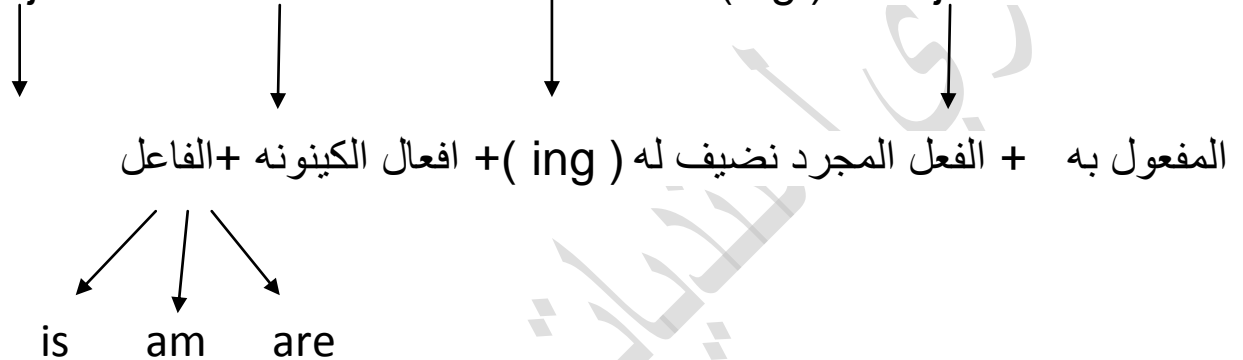 المفعول به + الفعل المجرد نضيف له ( ing )+ افعال الكينونه +الفاعل
is am are